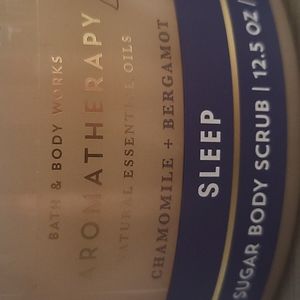 BATH & BODY WORKS
AROMATHERAPY
NATURAL ESSENTIAL OILS
CHAMOMILE + BERGAMOT
SLEEP
SUGAR BODY SCRUB | 12.5 OZ /